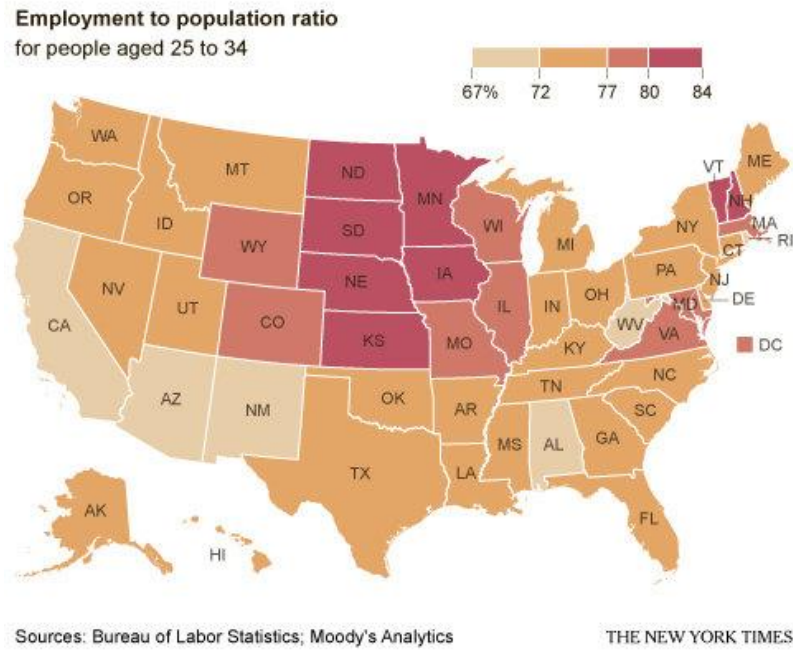 Employment to population ratio
for people aged 25 to 34
67% 72 77 80 84
WA
MT
ND
MN
VT
ME
OR
ID
WY
SD
WI
MI
NY
NH
MA
RI
CT
NV
UT
CO
NE
IA
IL
IN
OH
PA
NJ
DE
MD
CA
KS
MO
KY
WV
VA
DC
AZ
NM
OK
AR
TN
NC
SC
TX
LA
MS
AL
GA
FL
AK
HI
Sources: Bureau of Labor Statistics; Moody's Analytics
THE NEW YORK TIMES